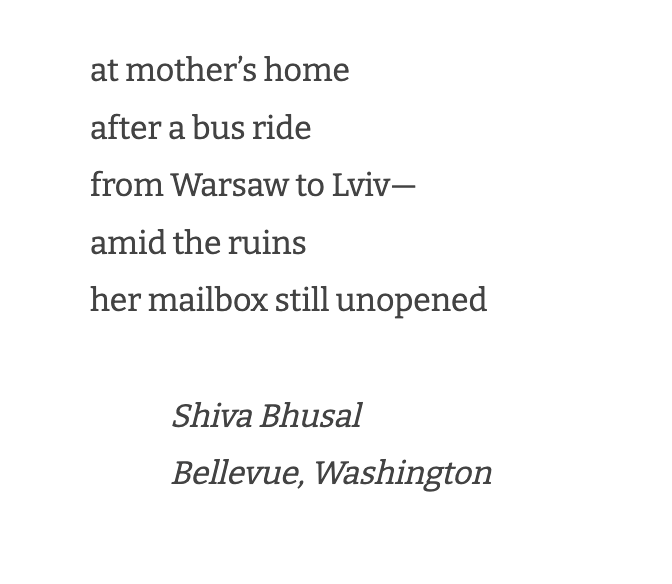 at mother’s home
after a bus ride
from Warsaw to Lviv—
amid the ruins
her mailbox still unopened
Shiva Bhusal
Bellevue, Washington